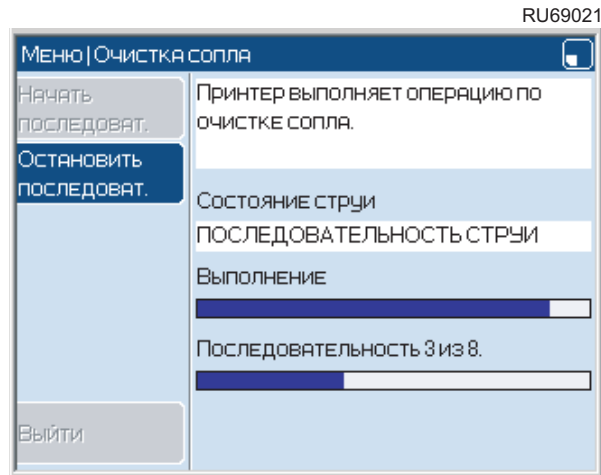 RU69021
Меню|Очистка сопла
Начать
последоват.
Остановить
последоват.
Принтер выполняет операцию по
очистке сопла.
Состояние струи
ПОСЛЕДОВАТЕЛЬНОСТЬ СТРУИ
Выполнение
Последовательность 3 из 8.
Выйти